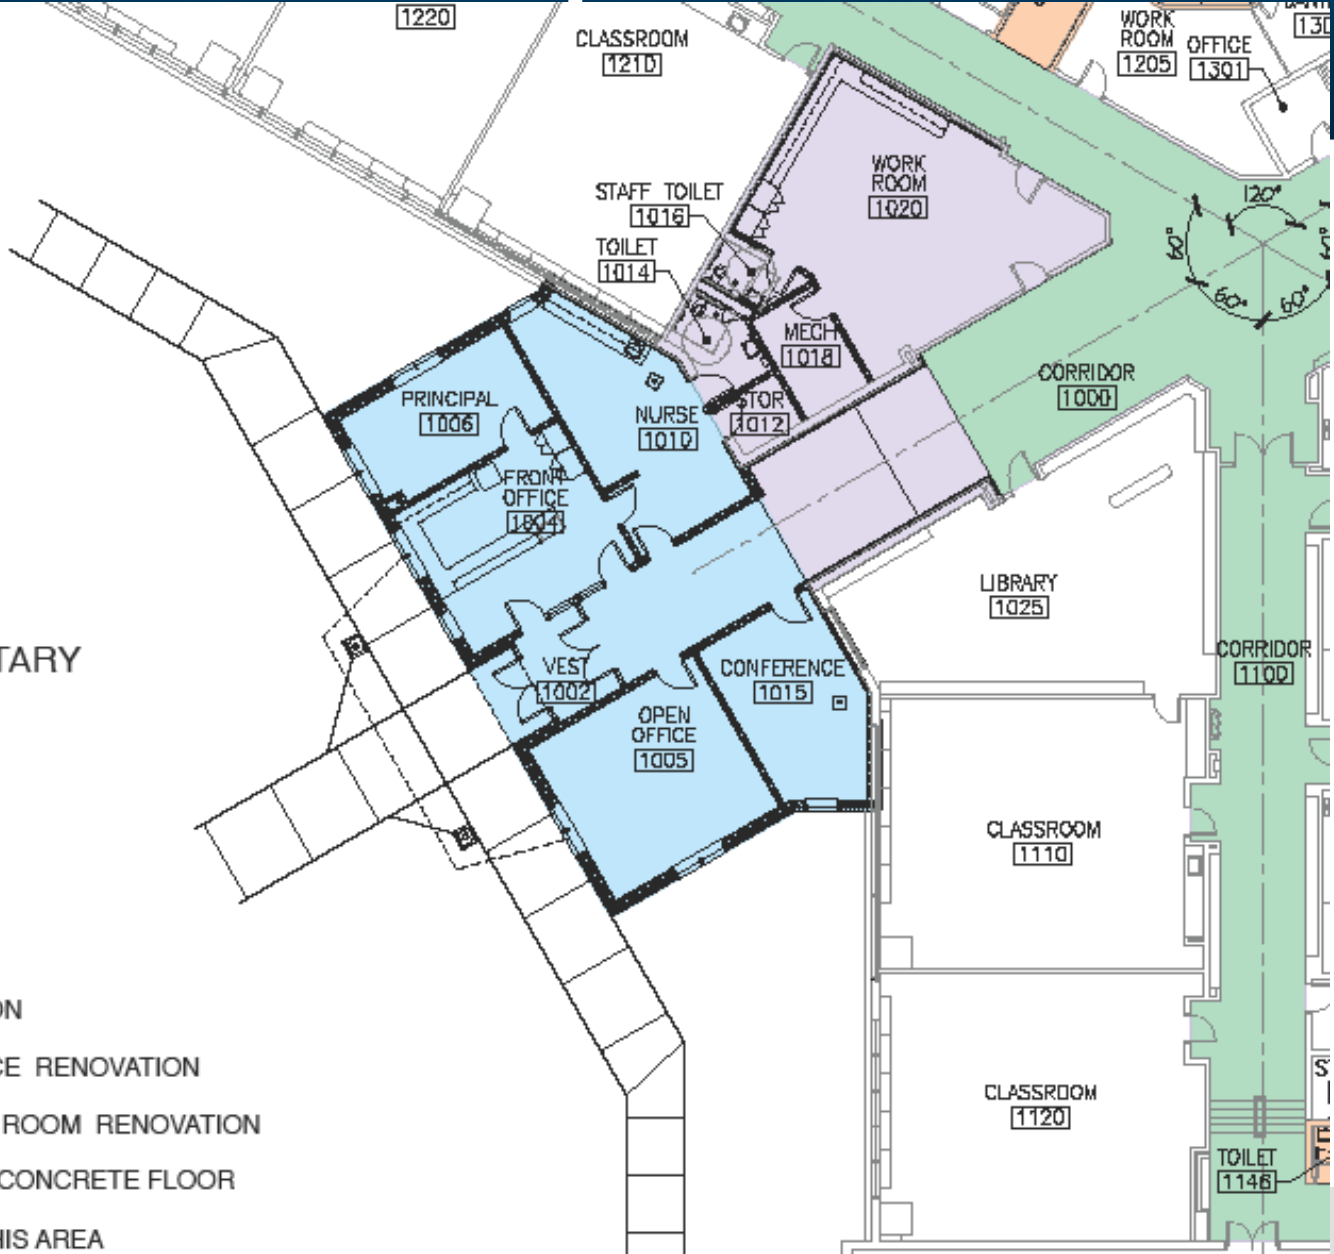 1220
CLASSROOM
1210
WORK
ROOM
1205
OFFICE
1301
WORK
ROOM
1020
120°
60°
60°
60°
STAFF TOILET
1016
TOILET
1014
MECH
1018
CORRIDOR
1000
PRINCIPAL
1006
NURSE
1010
STOR
1012
FRONT
OFFICE
1004
LIBRARY
1025
CORRIDOR
1100
VEST
1002
CONFERENCE
1015
OPEN
OFFICE
1005
TARY
CLASSROOM
1110
CLASSROOM
1120
TOILET
1146
ON
CE RENOVATION
ROOM RENOVATION
CONCRETE FLOOR
HIS AREA